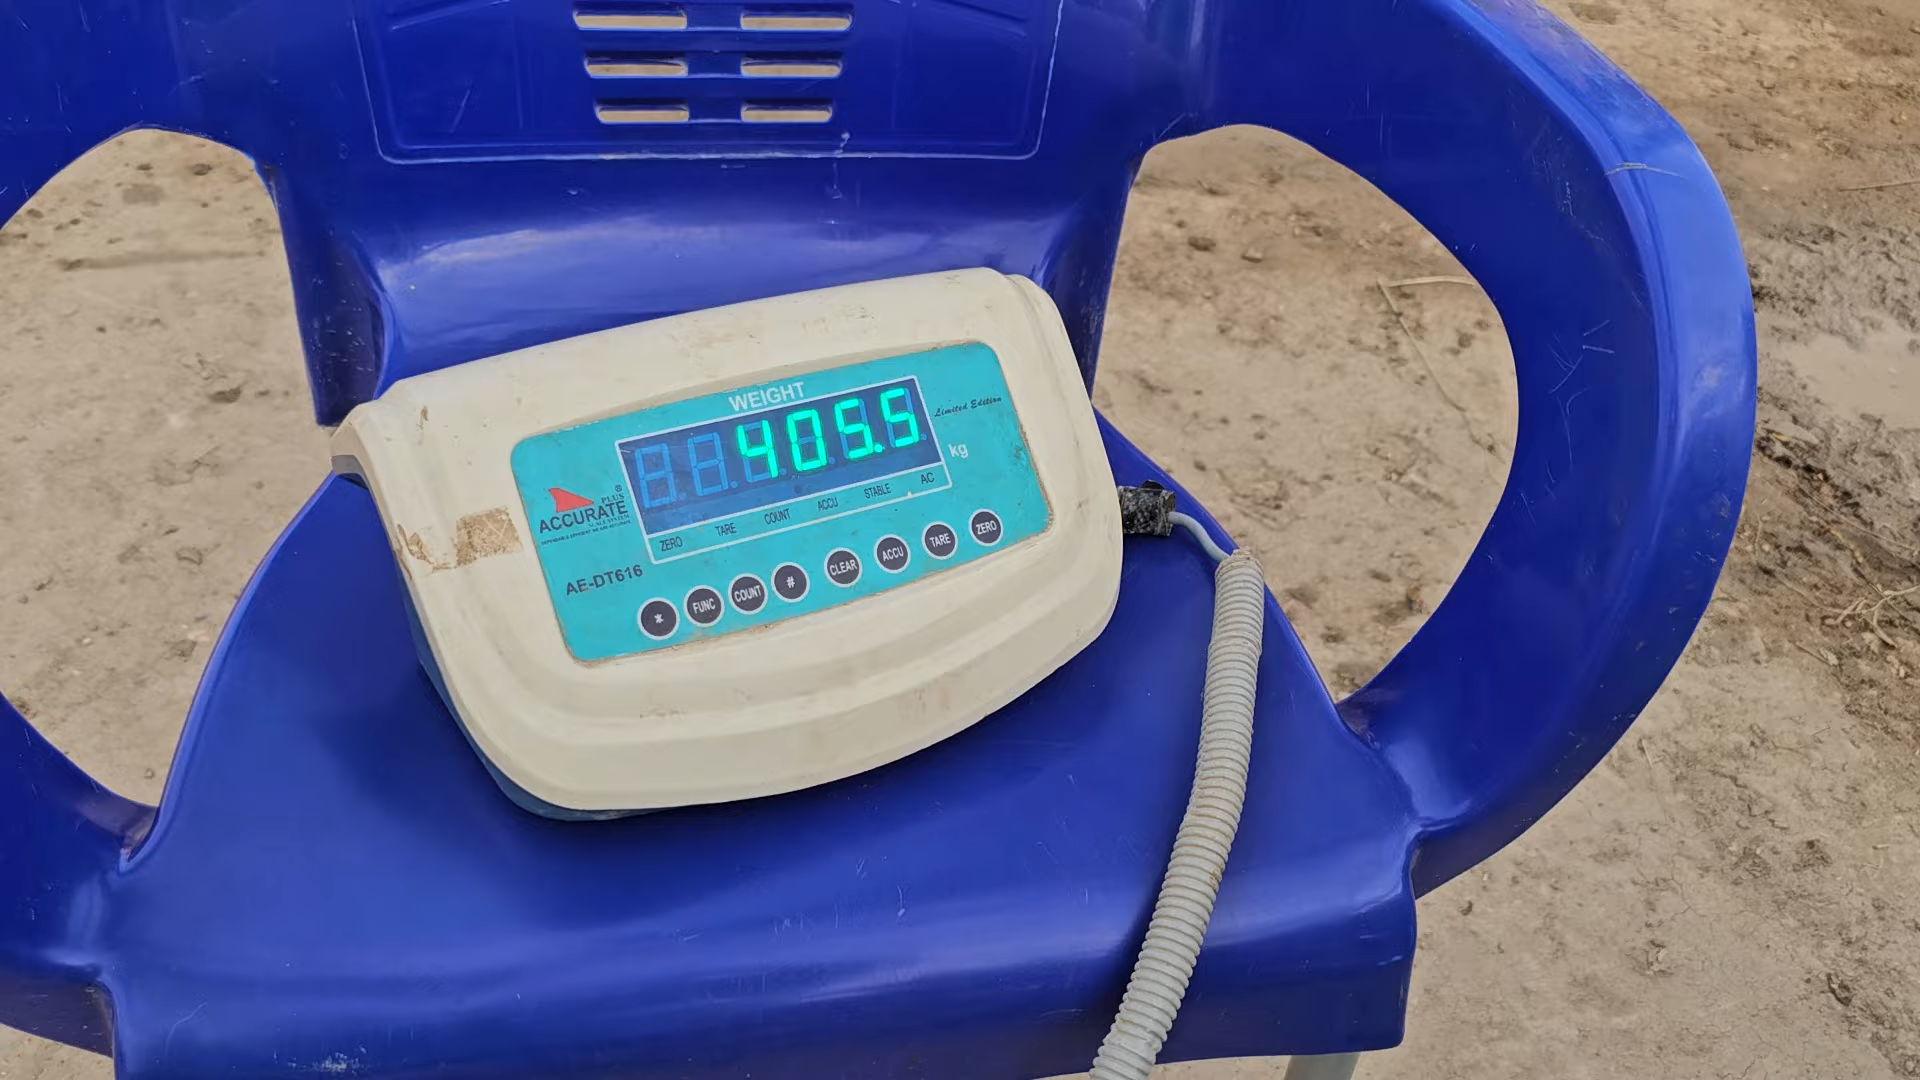 WEIGHT
405.5
Limited Edition
kg
ZERO TARE COUNT ACCU STABLE AC
®
PLUS
ACCURATE
AE-DT616
* FUNC COUNT # CLEAR ACCU TARE ZERO